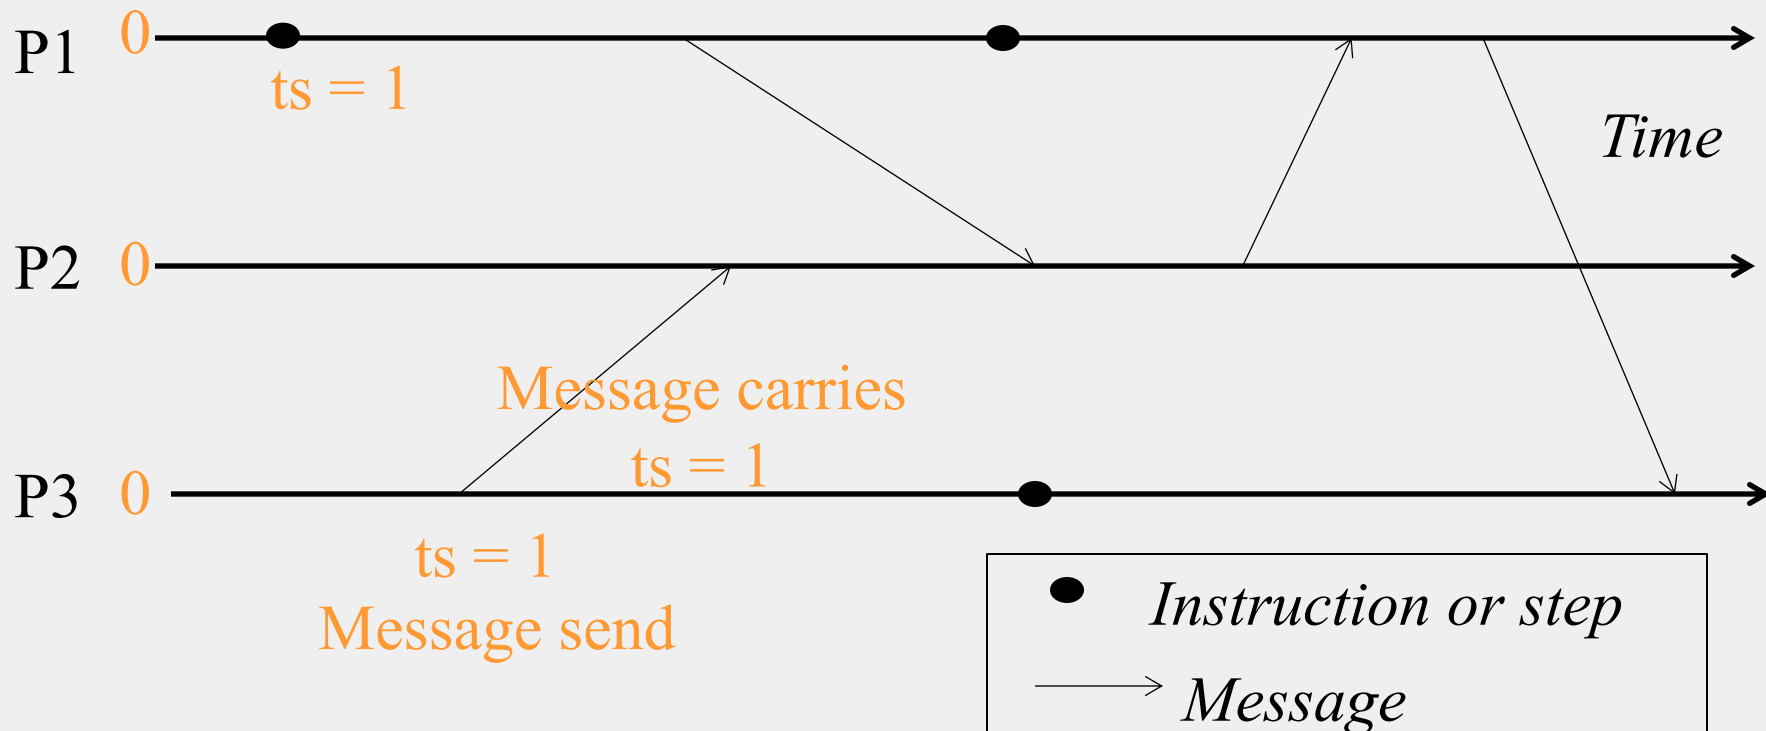 P1 0
ts = 1
Time
P2 0
Message carries
ts = 1
P3 0
ts = 1
Message send
Instruction or step
Message